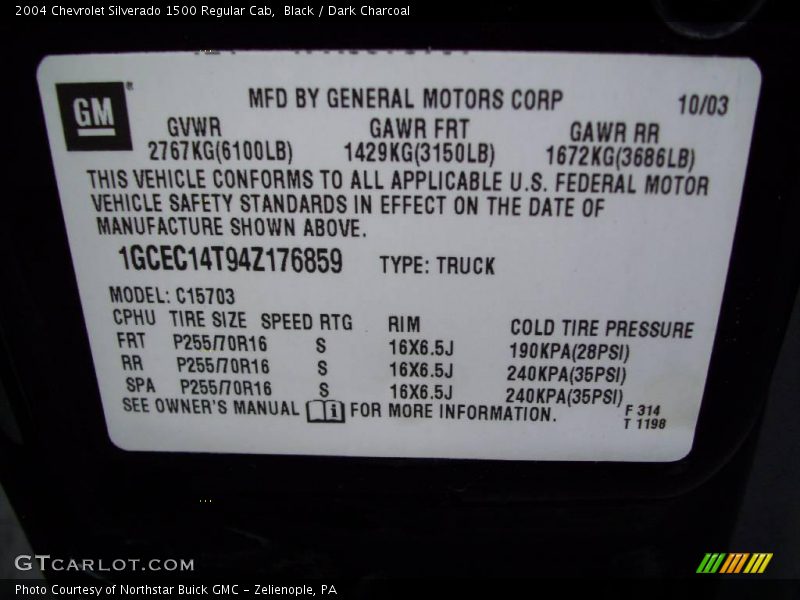 2004 Chevrolet Silverado 1500 Regular Cab, Black / Dark Charcoal
GM®
MFD BY GENERAL MOTORS CORP 10/03
GVWR GAWR FRT GAWR RR
2767KG(6100LB) 1429KG(3150LB) 1672KG(3686LB)
THIS VEHICLE CONFORMS TO ALL APPLICABLE U.S. FEDERAL MOTOR
VEHICLE SAFETY STANDARDS IN EFFECT ON THE DATE OF
MANUFACTURE SHOWN ABOVE.
1GCEC14T94Z176859 TYPE: TRUCK
MODEL: C15703
CPHU TIRE SIZE SPEED RTG RIM COLD TIRE PRESSURE
FRT P255/70R16 S 16X6.5J 190KPA(28PSI)
RR P255/70R16 S 16X6.5J 240KPA(35PSI)
SPA P255/70R16 S 16X6.5J 240KPA(35PSI)
SEE OWNER'S MANUAL FOR MORE INFORMATION.
F 314
T 1198
GTCARLOT.COM
Photo Courtesy of Northstar Buick GMC - Zelienople, PA